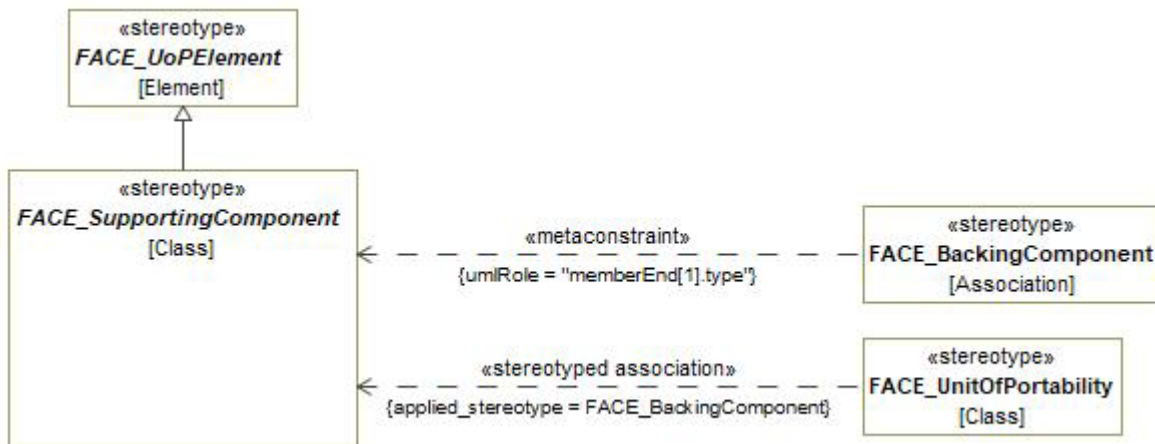 «stereotype»
FACE_UoPElement
[Element]
«stereotype»
FACE_SupportingComponent
[Class]
«metaconstraint»
{umlRole = "memberEnd[1].type"}
«stereotype»
FACE_BackingComponent
[Association]
«stereotyped association»
{applied_stereotype = FACE_BackingComponent}
«stereotype»
FACE_UnitOfPortability
[Class]